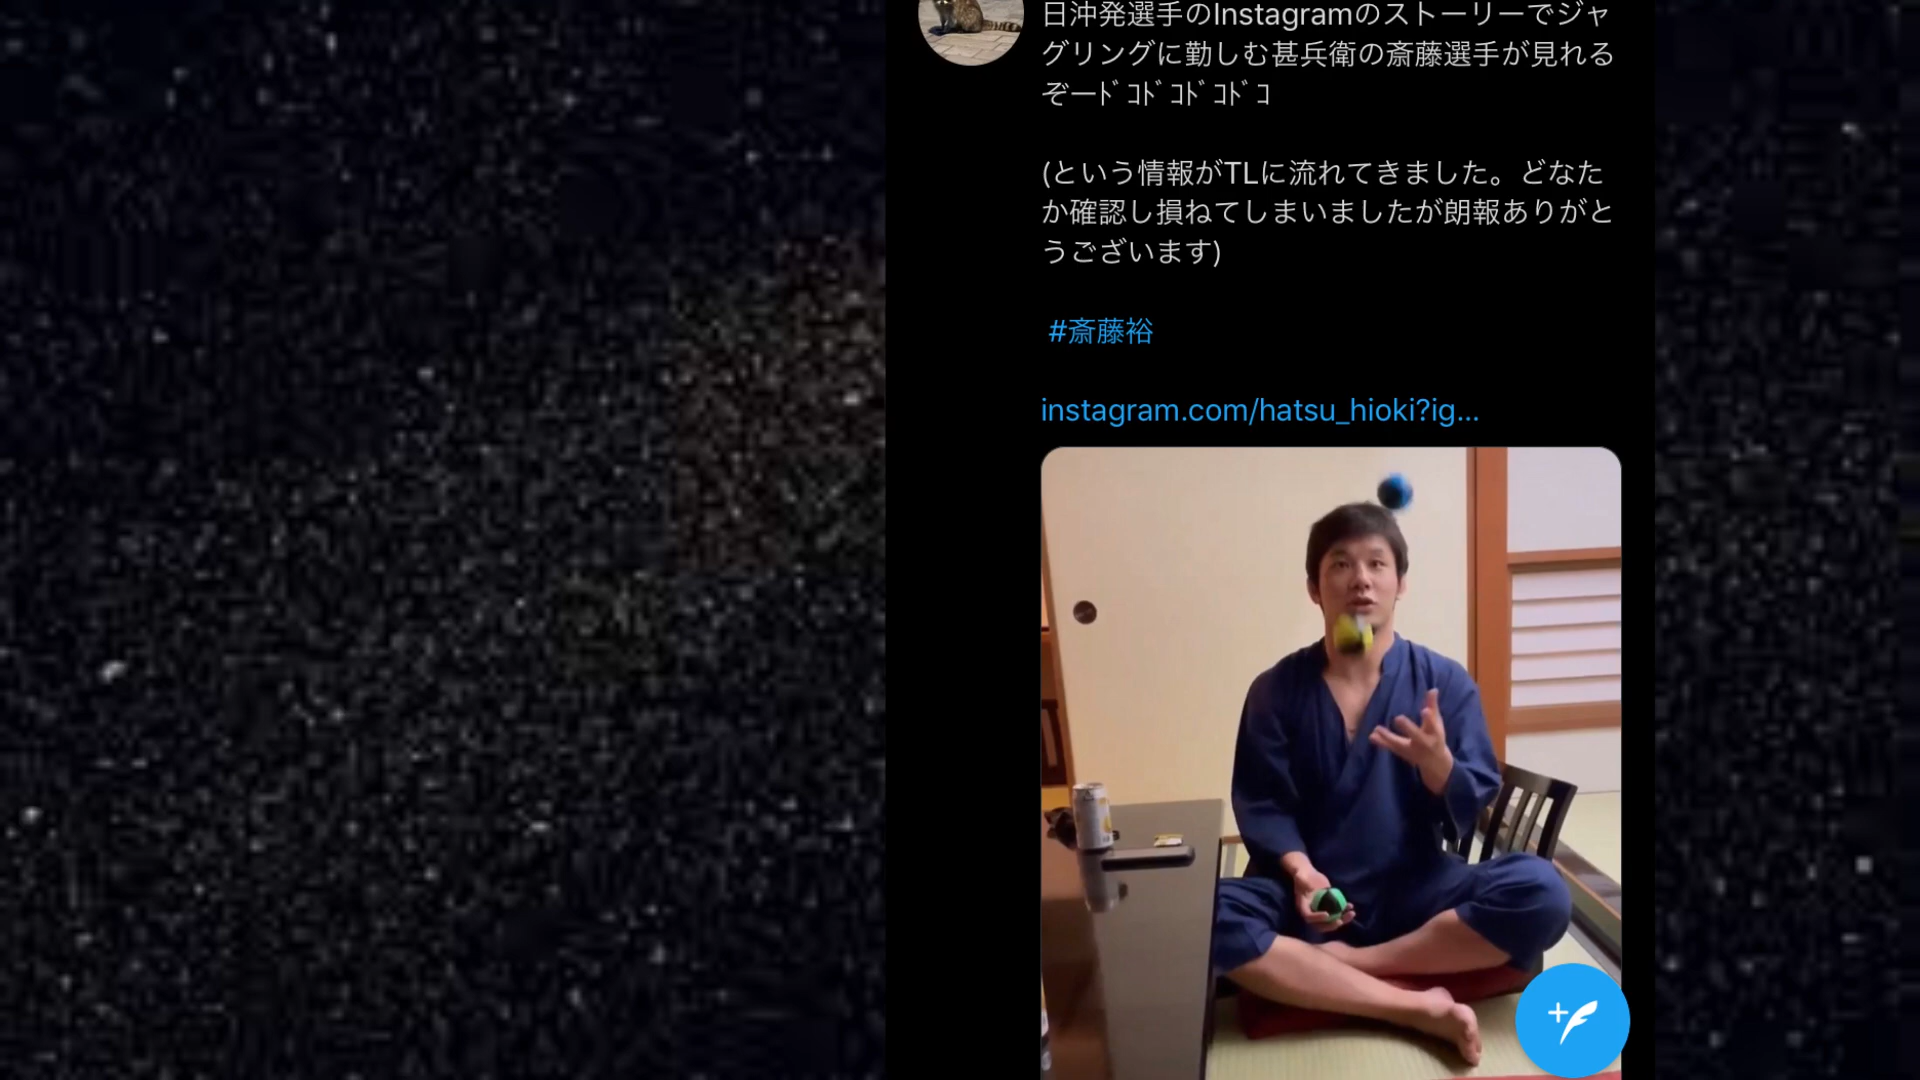 日沖発選手のInstagramのストーリーでジャ
グリングに勤しむ甚兵衛の斎藤選手が見れる
ぞーﾄﾞｺﾄﾞｺﾄﾞｺﾄﾞｺ
(という情報がTLに流れてきました。どなた
か確認し損ねてしまいましたが朗報ありがと
うございます)
#斎藤裕
instagram.com/hatsu_hioki?ig...